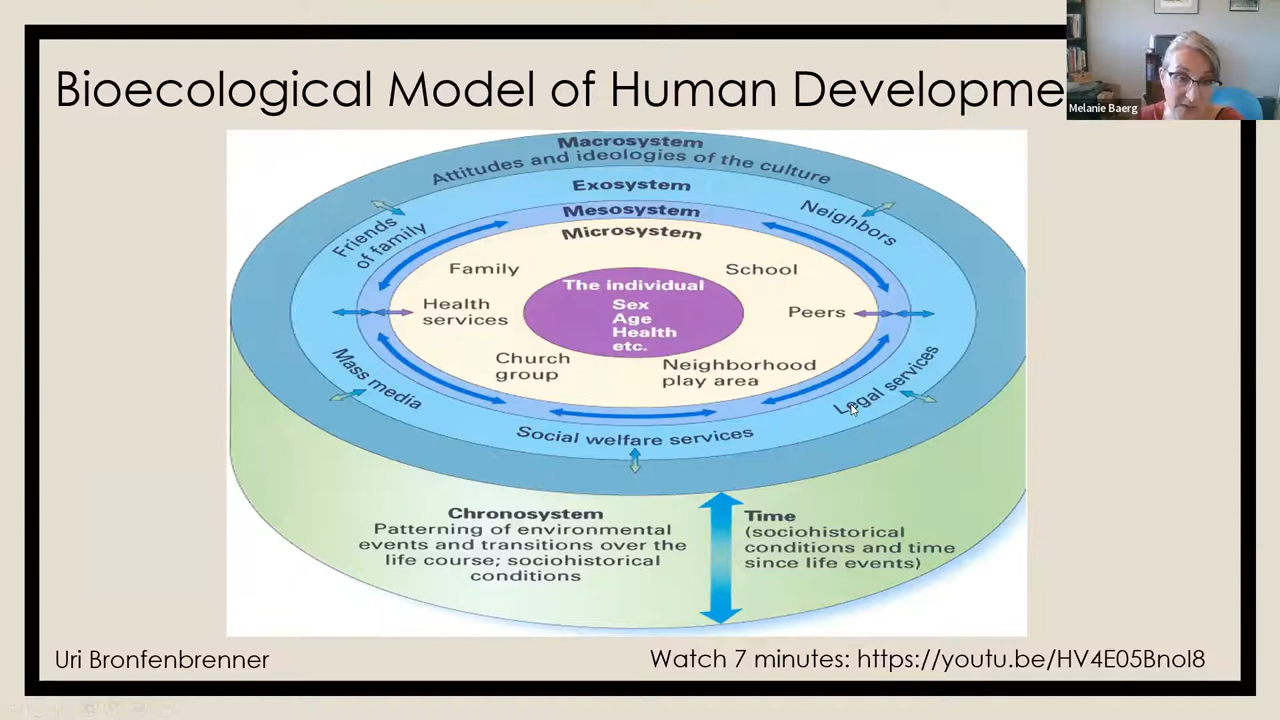 Bioecological Model of Human Developme
Melanie Baerg
Macrosystem
Attitudes and ideologies of the culture
Exosystem
Mesosystem
Microsystem
Friends
of family
Neighbors
Family
School
The individual
Sex
Age
Health
etc.
Health
services
Peers
Church
group
Neighborhood
play area
Mass media
Legal services
Social welfare services
Chronosystem
Patterning of environmental
events and transitions over the
life course; sociohistorical
conditions
Time
(sociohistorical
conditions and time
since life events)
Uri Bronfenbrenner
Watch 7 minutes: https://youtu.be/HV4E05BnoI8